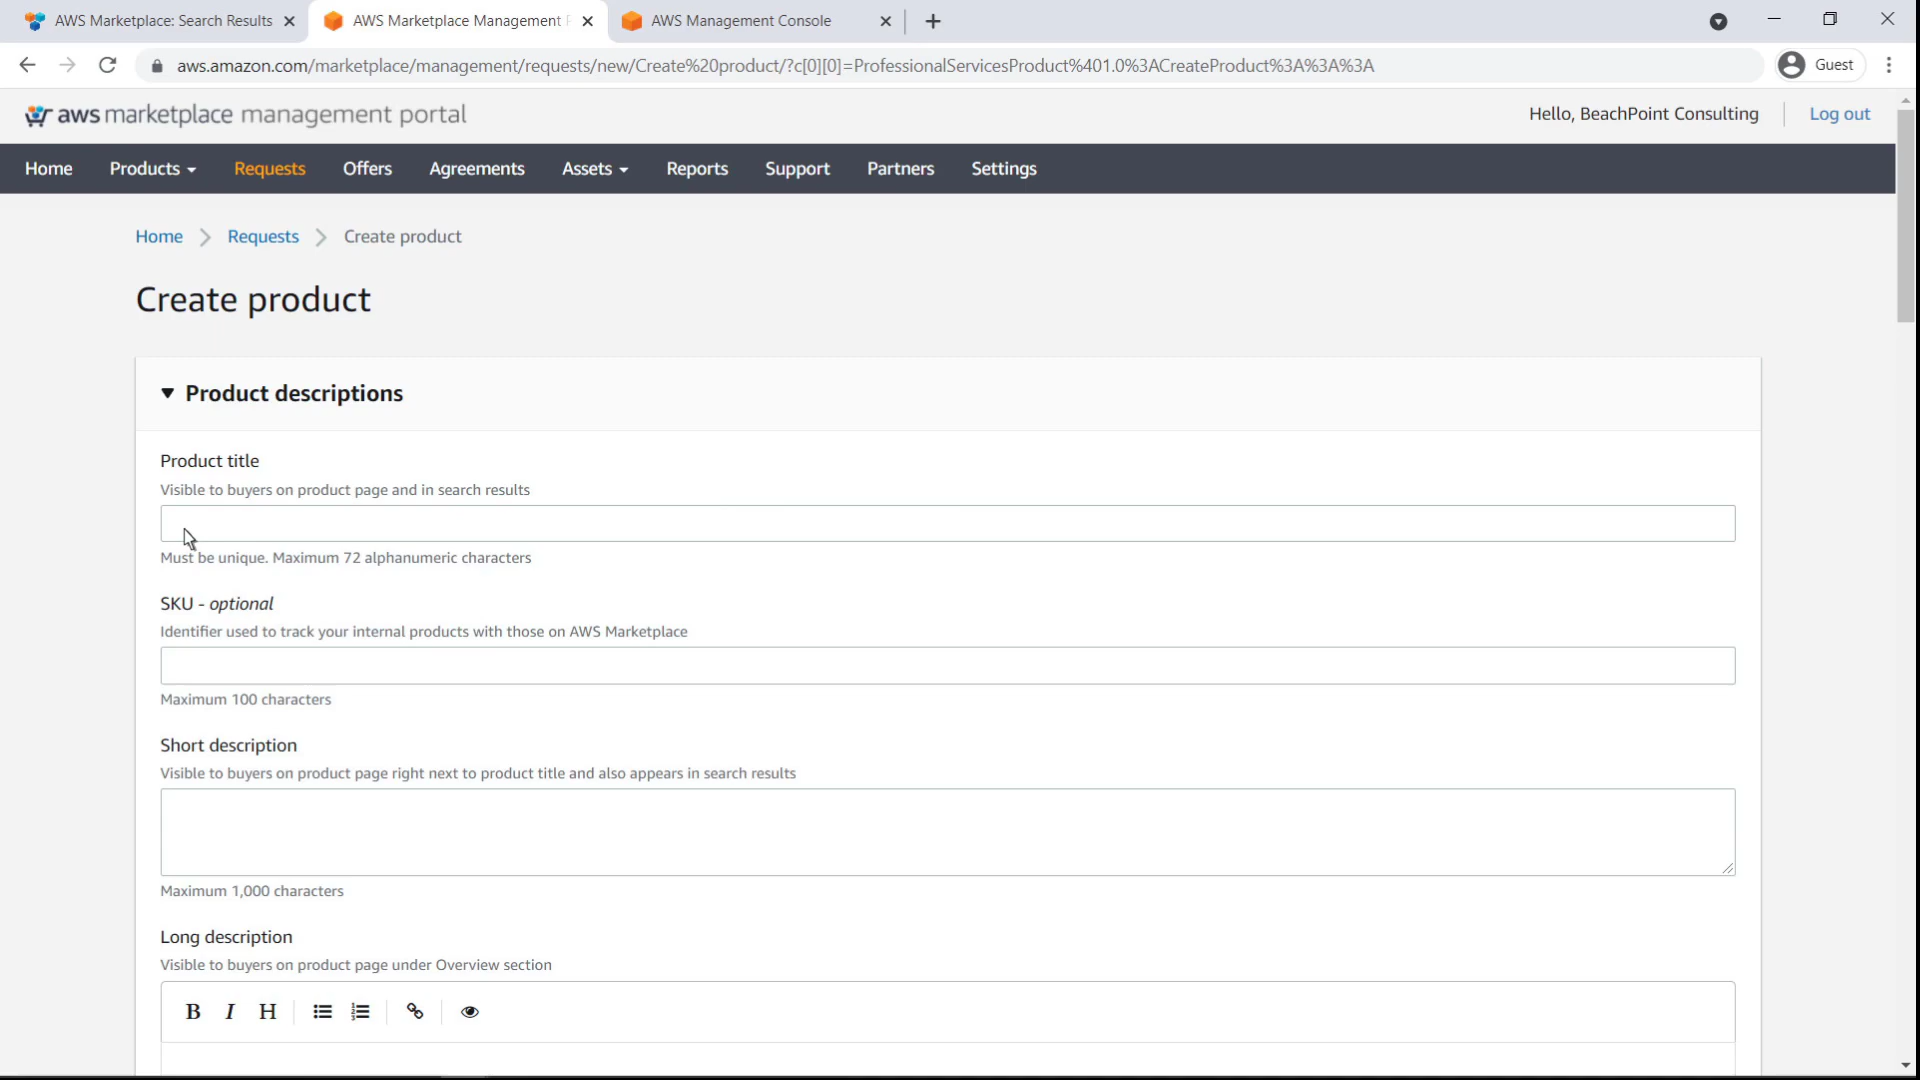 AWS Marketplace: Search Results
AWS Marketplace Management
AWS Management Console
aws.amazon.com/marketplace/management/requests/new/Create%20product/?c[0][0]=ProfessionalServicesProduct%401.0%3ACreateProduct%3A%3A%3A
Guest
aws marketplace management portal
Hello, BeachPoint Consulting
Log out
Home Products Requests Offers Agreements Assets Reports Support Partners Settings
Home Requests Create product
Create product
Product descriptions
Product title
Visible to buyers on product page and in search results
Must be unique. Maximum 72 alphanumeric characters
SKU - optional
Identifier used to track your internal products with those on AWS Marketplace
Maximum 100 characters
Short description
Visible to buyers on product page right next to product title and also appears in search results
Maximum 1,000 characters
Long description
Visible to buyers on product page under Overview section
B I H